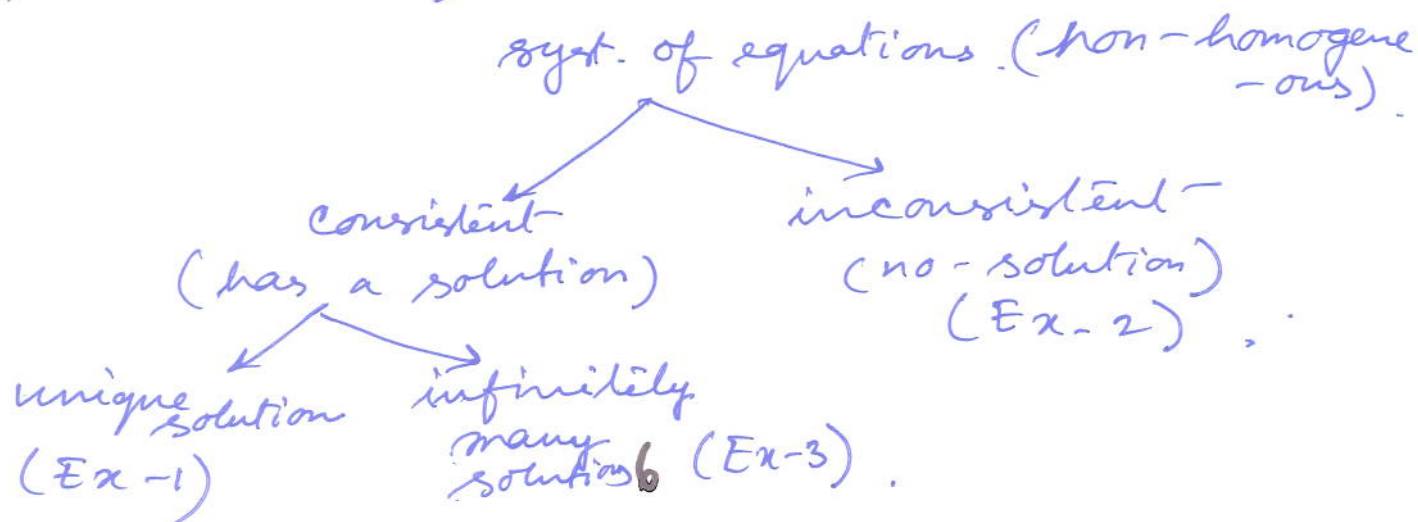 syst. of equations. (non-homogene
-ous).
consistent
(has a solution)
inconsistent
(no-solution)
(Ex-2).
unique solution
(Ex-1)
infinitely
many
solutions (Ex-3).
6